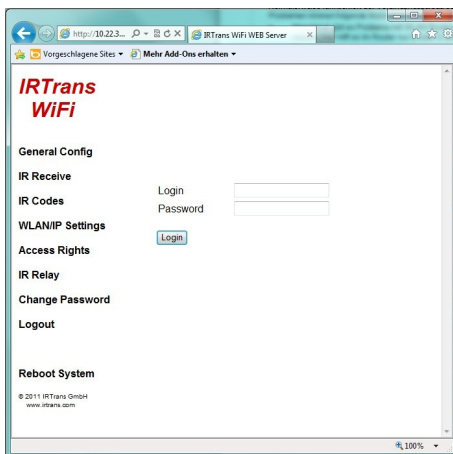 http://10.22.3...
IRTrans WiFi WEB Server
Vorgeschlagene Sites
Mehr Add-Ons erhalten
IRTrans
WiFi
General Config
IR Receive
IR Codes
WLAN/IP Settings
Access Rights
IR Relay
Change Password
Logout
Reboot System
© 2011 IRTrans GmbH
www.irtrans.com
Login
Password
Login
100%